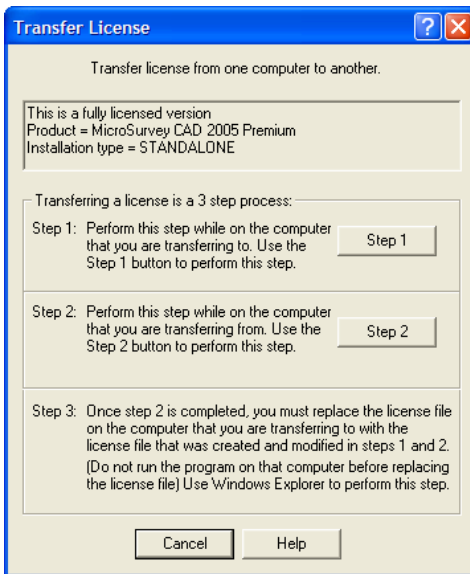 Transfer License
Transfer license from one computer to another.
This is a fully licensed version
Product = MicroSurvey CAD 2005 Premium
Installation type = STANDALONE
Transferring a license is a 3 step process:
Step 1: Perform this step while on the computer
that you are transferring to. Use the
Step 1 button to perform this step.
Step 1
Step 2: Perform this step while on the computer
that you are transferring from. Use the
Step 2 button to perform this step.
Step 2
Step 3: Once step 2 is completed, you must replace the license file
on the computer that you are transferring to with the
license file that was created and modified in steps 1 and 2.
(Do not run the program on that computer before replacing
the license file) Use Windows Explorer to perform this step.
Cancel Help